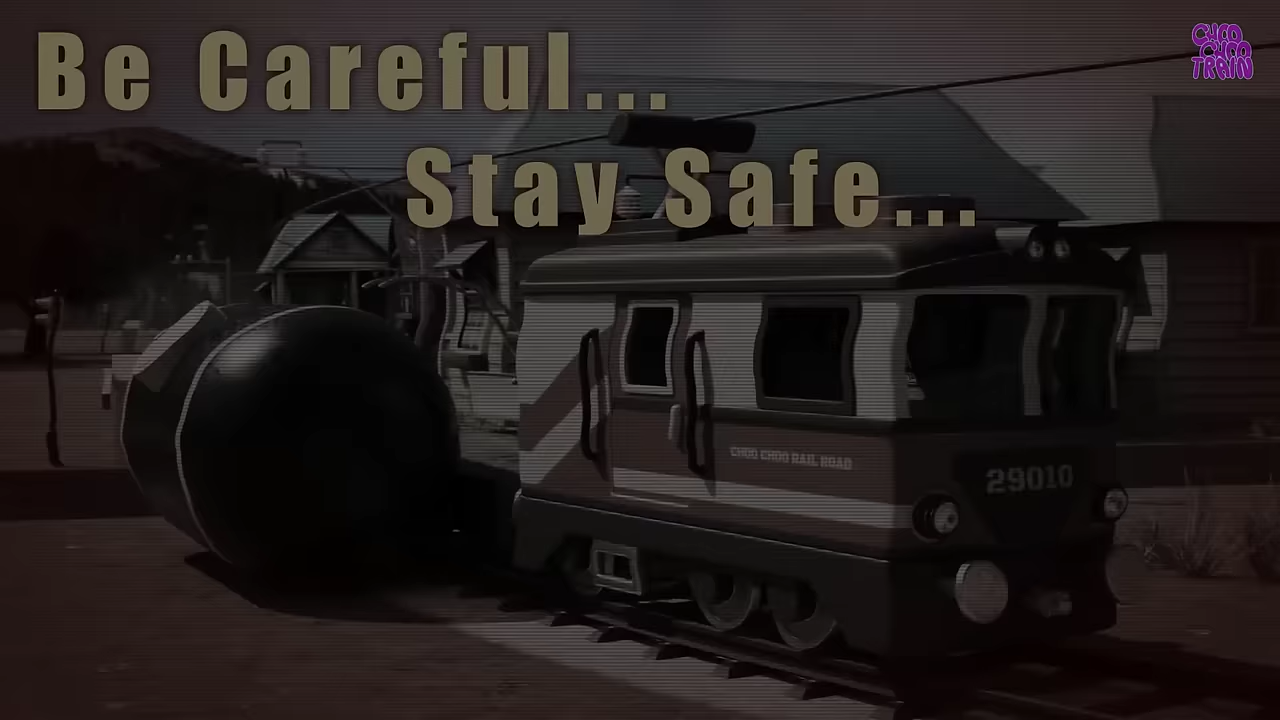 Be Careful...
Stay Safe...
CHOO CHOO TRAIN
CHOO CHOO RAIL ROAD
29010